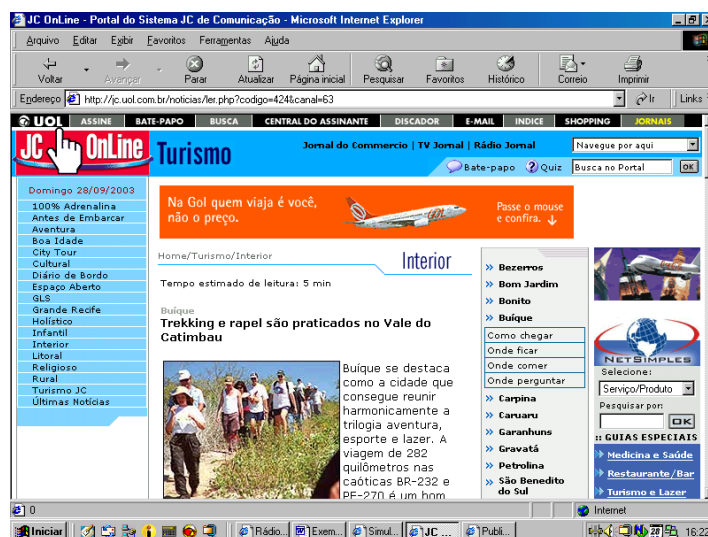 JC OnLine - Portal do Sistema JC de Comunicação - Microsoft Internet Explorer
Arquivo Editar Exibir Favoritos Ferramentas Ajuda
Voltar Avançar Parar Atualizar Página inicial Pesquisar Favoritos Histórico Correio Imprimir
Endereço http://jc.uol.com.br/noticias/ler.php?codigo=424&canal=63 Ir Links
UOL ASSINE BATE-PAPO BUSCA CENTRAL DO ASSINANTE DISCADOR E-MAIL INDICE SHOPPING JORNAIS
JC OnLine Turismo
Jornal do Commercio | TV Jornal | Rádio Jornal
Navegue por aqui
Bate-papo Quiz Busca no Portal OK
Domingo 28/09/2003
100% Adrenalina
Antes de Embarcar
Aventura
Boa Idade
City Tour
Cultural
Diário de Bordo
Espaço Aberto
GLS
Grande Recife
Holístico
Infantil
Interior
Litoral
Religioso
Rural
Turismo JC
Últimas Notícias
Na Gol quem viaja é você,
não o preço.
GOL
Passe o mouse
e confira.
Home/Turismo/Interior
Interior
Tempo estimado de leitura: 5 min
Buíque
Trekking e rapel são praticados no Vale do
Catimbau
Buíque se destaca
como a cidade que
consegue reunir
harmonicamente a
trilogia aventura,
esporte e lazer. A
viagem de 282
quilômetros nas
caóticas BR-232 e
PE-270 é um bom
» Bezerros
» Bom Jardim
» Bonito
» Buíque
Como chegar
Onde ficar
Onde comer
Onde perguntar
» Carpina
» Caruaru
» Garanhuns
» Gravatá
» Petrolina
» São Benedito
do Sul
NETSIMPLES
Selecione:
Serviço/Produto
Pesquisar por:
OK
:: GUIAS ESPECIAIS
Medicina e Saúde
Restaurante/Bar
Turismo e Lazer
0 Internet
Iniciar Rádio... Exem... Simul... JC ... Publi... 28 16:22